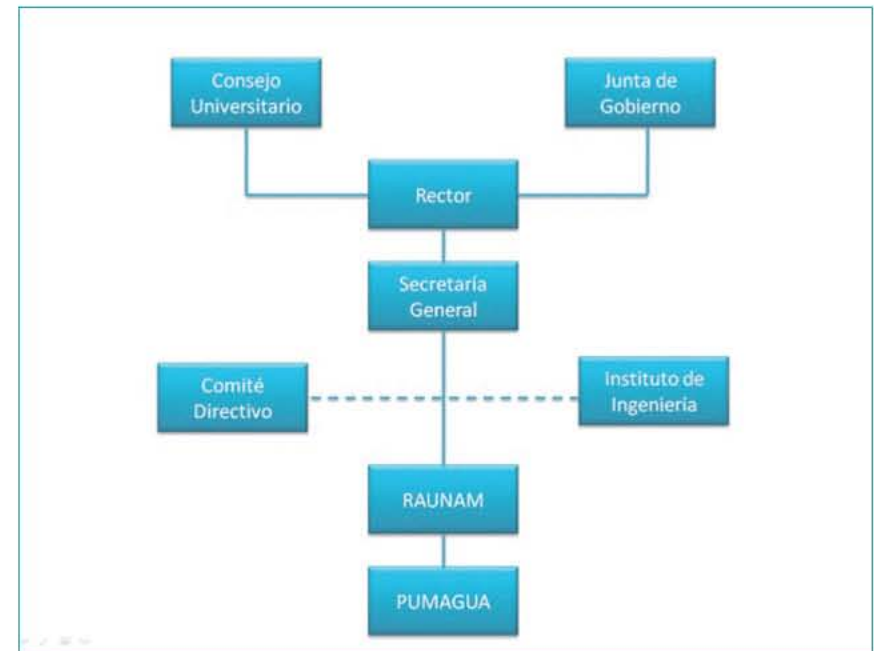 Consejo
Universitario
Junta de
Gobierno
Rector
Secretaría
General
Comité
Directivo
Instituto de
Ingeniería
RAUNAM
PUMAGUA